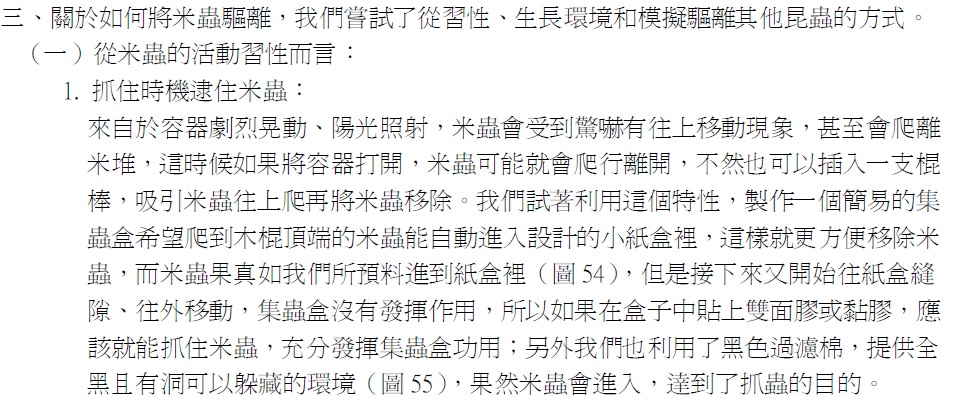 三、關於如何將米蟲驅離，我們嘗試了從習性、生長環境和模擬驅離其他昆蟲的方式。
（一）從米蟲的活動習性而言：
1. 抓住時機逮住米蟲：
來自於容器劇烈晃動、陽光照射，米蟲會受到驚嚇有往上移動現象，甚至會爬離
米堆，這時候如果將容器打開，米蟲可能就會爬行離開，不然也可以插入一支棍
棒，吸引米蟲往上爬再將米蟲移除。我們試著利用這個特性，製作一個簡易的集
蟲盒希望爬到木棍頂端的米蟲能自動進入設計的小紙盒裡，這樣就更方便移除米
蟲，而米蟲果真如我們所預料進到紙盒裡（圖 54），但是接下來又開始往紙盒縫
隙、往外移動，集蟲盒沒有發揮作用，所以如果在盒子中貼上雙面膠或黏膠，應
該就能抓住米蟲，充分發揮集蟲盒功用；另外我們也利用了黑色過濾棉，提供全
黑且有洞可以躲藏的環境（圖 55），果然米蟲會進入，達到了抓蟲的目的。